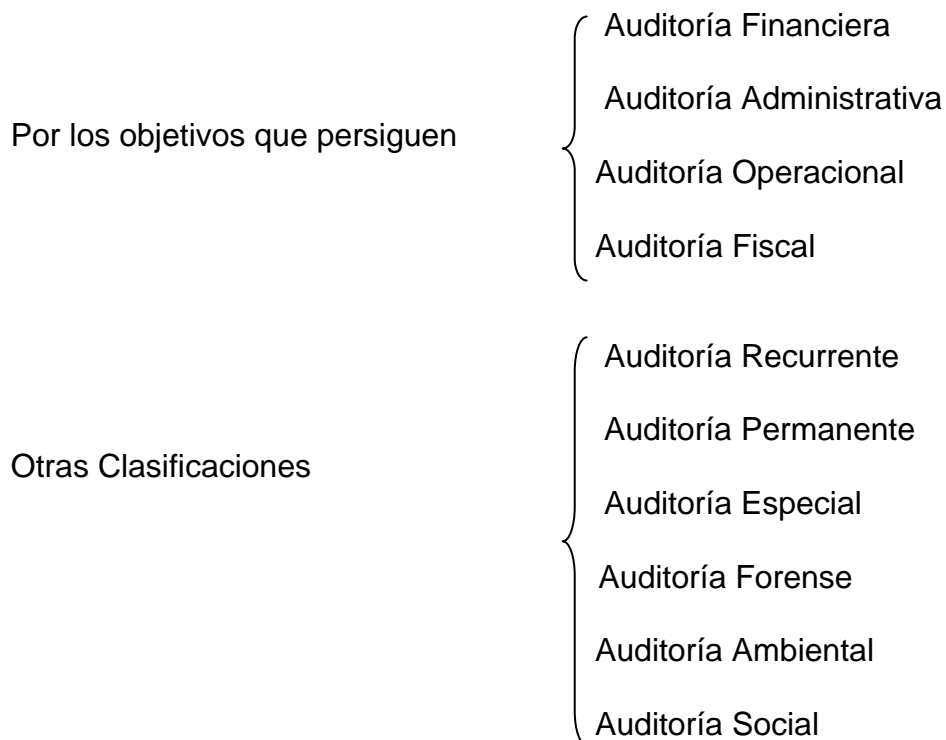 Por los objetivos que persiguen
Auditoría Financiera
Auditoría Administrativa
Auditoría Operacional
Auditoría Fiscal
Otras Clasificaciones
Auditoría Recurrente
Auditoría Permanente
Auditoría Especial
Auditoría Forense
Auditoría Ambiental
Auditoría Social